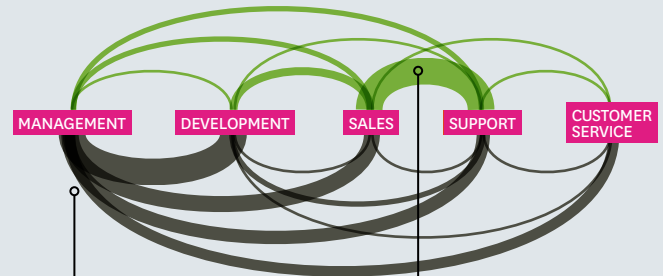 MANAGEMENT
DEVELOPMENT
SALES
SUPPORT
CUSTOMER
SERVICE